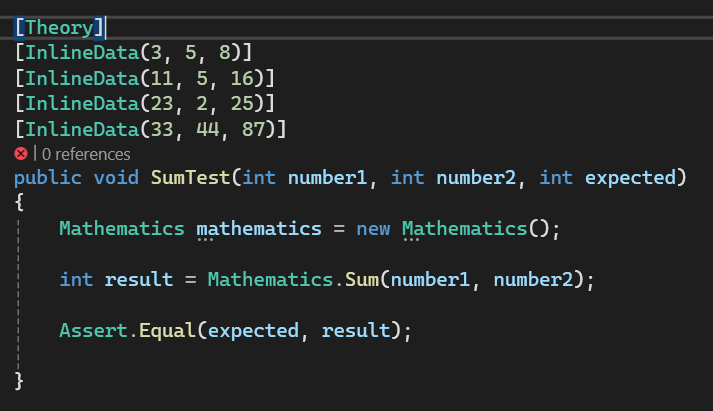 [Theory]
[InlineData(3, 5, 8)]
[InlineData(11, 5, 16)]
[InlineData(23, 2, 25)]
[InlineData(33, 44, 87)]
| 0 references
public void SumTest(int number1, int number2, int expected)
{
Mathematics mathematics = new Mathematics();
int result = Mathematics.Sum(number1, number2);
Assert.Equal(expected, result);
}